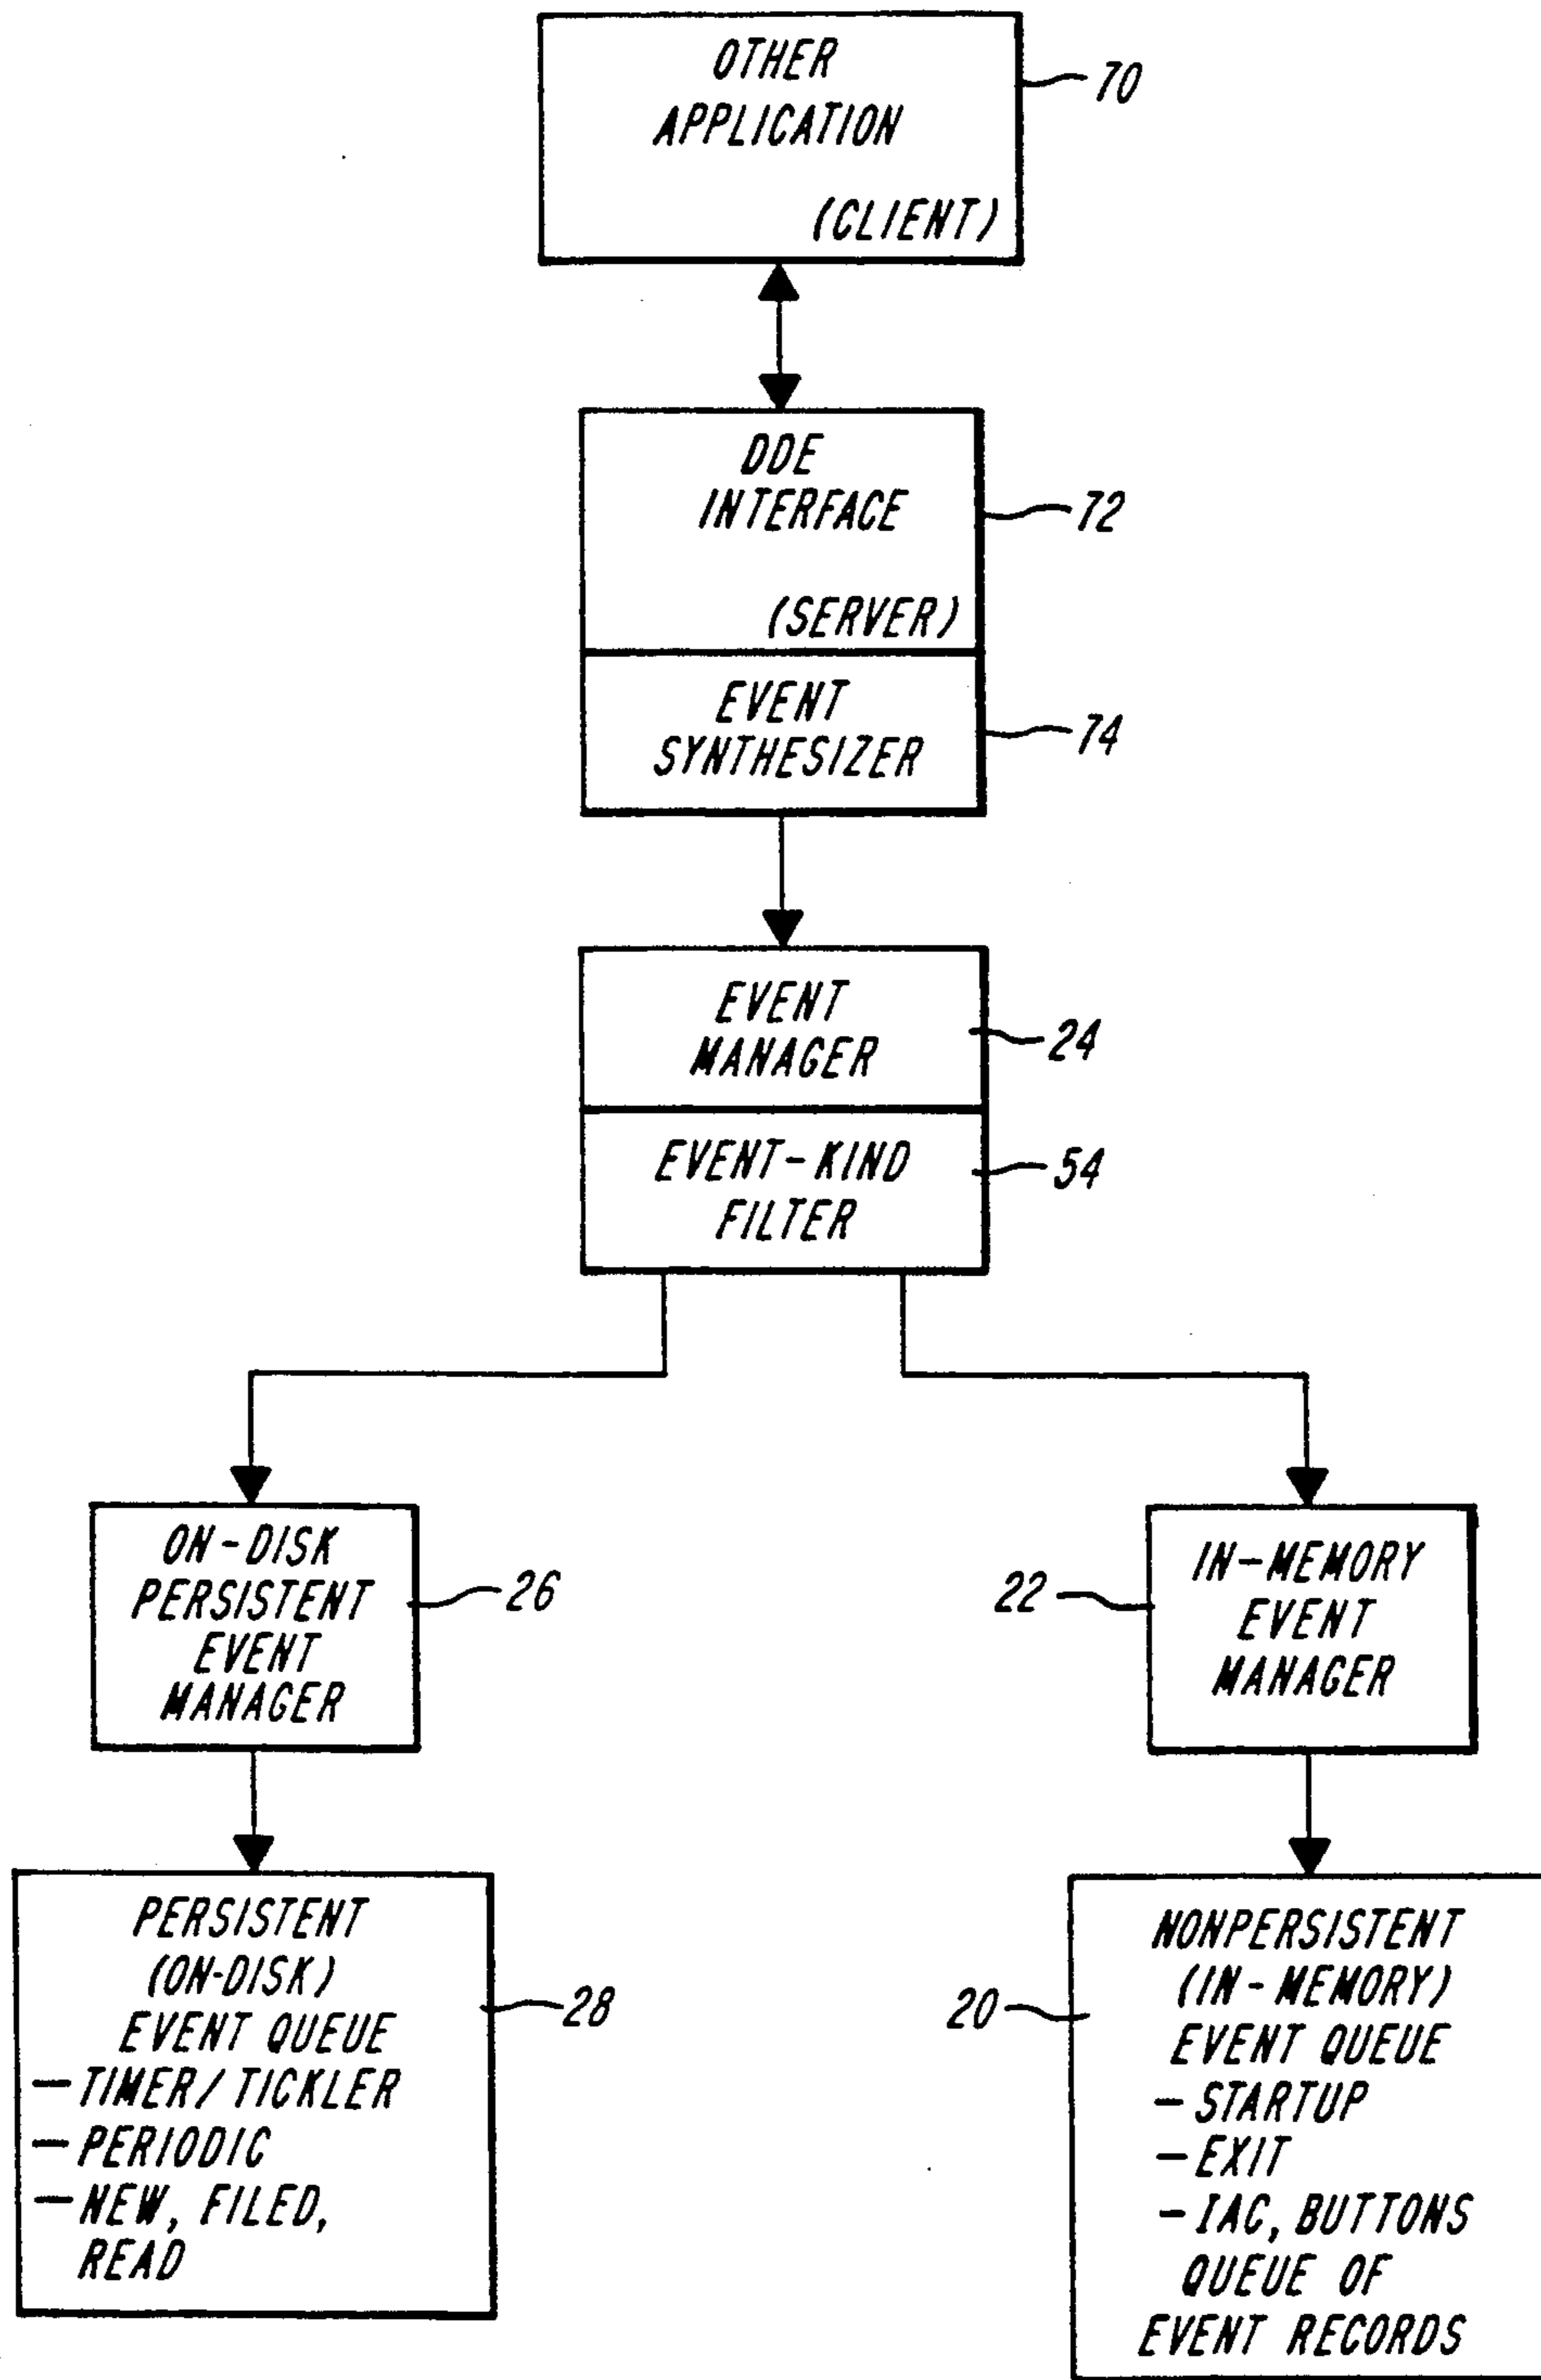 OTHER
APPLICATION
(CLIENT)
70
DDE
INTERFACE
(SERVER)
72
EVENT
SYNTHESIZER
74
EVENT
MANAGER
24
EVENT-KIND
FILTER
54
ON-DISK
PERSISTENT
EVENT
MANAGER
26
22
IN-MEMORY
EVENT
MANAGER
PERSISTENT
(ON-DISK)
EVENT QUEUE
- TIMER/TICKLER
- PERIODIC
- NEW, FILED,
READ
28
20
NONPERSISTENT
(IN-MEMORY)
EVENT QUEUE
- STARTUP
- EXIT
- IAC, BUTTONS
QUEUE OF
EVENT RECORDS